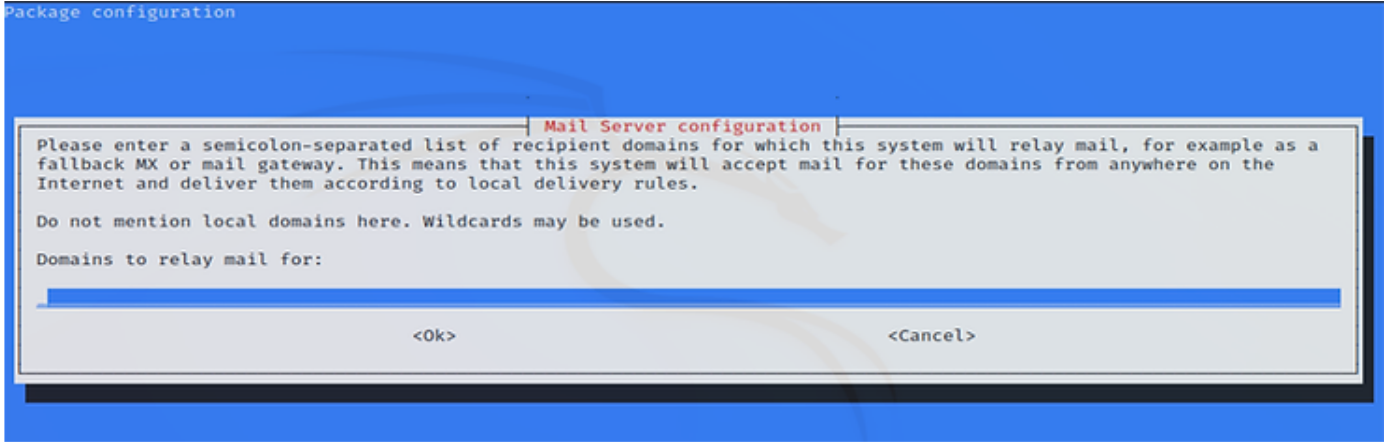 Package configuration
Mail Server configuration
Please enter a semicolon-separated list of recipient domains for which this system will relay mail, for example as a
fallback MX or mail gateway. This means that this system will accept mail for these domains from anywhere on the
Internet and deliver them according to local delivery rules.
Do not mention local domains here. Wildcards may be used.
Domains to relay mail for:
<Ok> <Cancel>